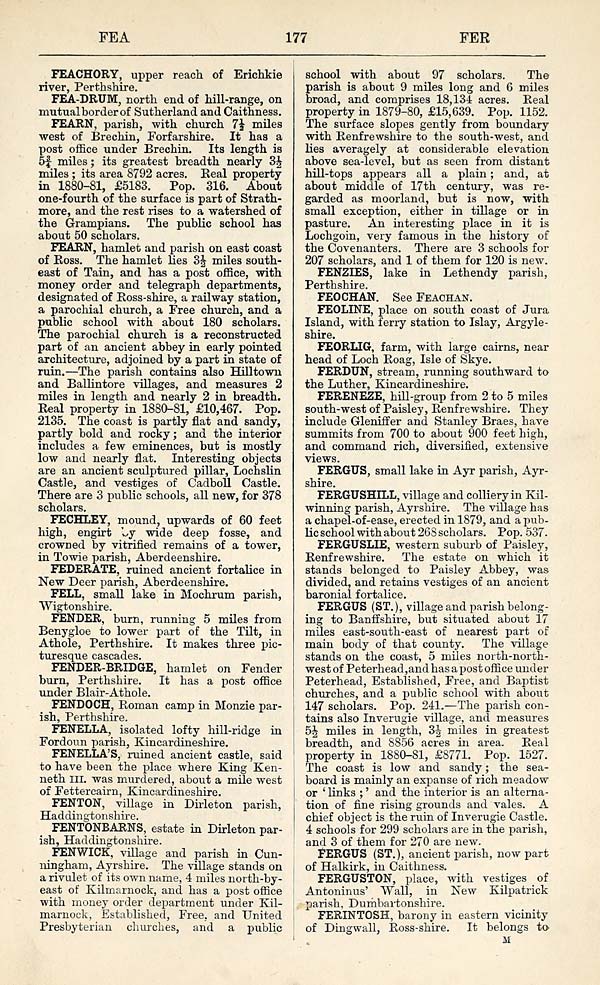 FEA 177 FER
FEACHORY, upper reach of Erichkie
river, Perthshire.
FEA-DRUM, north end of hill-range, on
mutual border of Sutherland and Caithness.
FEARN, parish, with church 7½ miles
west of Brechin, Forfarshire. It has a
post office under Brechin. Its length is
5¾ miles; its greatest breadth nearly 3½
miles; its area 8792 acres. Real property
in 1880-81, £5183. Pop. 316. About
one-fourth of the surface is part of Strath-
more, and the rest rises to a watershed of
the Grampians. The public school has
about 50 scholars.
FEARN, hamlet and parish on east coast
of Ross. The hamlet lies 3½ miles south-
east of Tain, and has a post office, with
money order and telegraph departments,
designated of Ross-shire, a railway station,
a parochial church, a Free church, and a
public school with about 180 scholars.
The parochial church is a reconstructed
part of an ancient abbey in early pointed
architecture, adjoined by a part in state of
ruin.—The parish contains also Hilltown
and Ballintore villages, and measures 2
miles in length and nearly 2 in breadth.
Real property in 1880-81, £10,467. Pop.
2135. The coast is partly flat and sandy,
partly bold and rocky; and the interior
includes a few eminences, but is mostly
low and nearly flat. Interesting objects
are an ancient sculptured pillar, Lochslin
Castle, and vestiges of Cadboll Castle.
There are 3 public schools, all new, for 378
scholars.
FECHLEY, mound, upwards of 60 feet
high, engirt by wide deep fosse, and
crowned by vitrified remains of a tower,
in Towie parish, Aberdeenshire.
FEDERATE, ruined ancient fortalice in
New Deer parish, Aberdeenshire.
FELL, small lake in Mochrum parish,
Wigtonshire.
FENDER, burn, running 5 miles from
Benygloe to lower part of the Tilt, in
Athole, Perthshire. It makes three pic-
turesque cascades.
FENDER-BRIDGE, hamlet on Fender
burn, Perthshire. It has a post office
under Blair-Athole.
FENDOCH, Roman camp in Monzie par-
ish, Perthshire.
FENELLA, isolated lofty hill-ridge in
Fordoun parish, Kincardineshire.
FENELLA'S, ruined ancient castle, said
to have been the place where King Ken-
neth III. was murdered, about a mile west
of Fettercairn, Kincardineshire.
FENTON, village in Dirleton parish,
Haddingtonshire.
FENTONBARNS, estate in Dirleton par-
ish, Haddingtonshire.
FENWICK, village and parish in Cun-
ningham, Ayrshire. The village stands on
a rivulet of its own name, 4 miles north-by-
east of Kilmarnock, and has a post office
with money order department under Kil-
marnock, Established, Free, and United
Presbyterian churches, and a public
school with about 97 scholars. The
parish is about 9 miles long and 6 miles
broad, and comprises 18,134 acres. Real
property in 1879-80, £15,639. Pop. 1152.
The surface slopes gently from boundary
with Renfrewshire to the south-west, and
lies averagely at considerable elevation
above sea-level, but as seen from distant
hill-tops appears all a plain; and, at
about middle of 17th century, was re-
garded as moorland, but is now, with
small exception, either in tillage or in
pasture. An interesting place in it is
Lochgoin, very famous in the history of
the Covenanters. There are 3 schools for
207 scholars, and 1 of them for 120 is new.
FENZIES, lake in Lethendy parish,
Perthshire.
FEOCHAN. See FEACHAN.
FEOLINE, place on south coast of Jura
Island, with ferry station to Islay, Argyle-
shire.
FEORLIG, farm, with large cairns, near
head of Loch Roag, Isle of Skye.
FERDUN, stream, running southward to
the Luther, Kincardineshire.
FERENEZE, hill-group from 2 to 5 miles
south-west of Paisley, Renfrewshire. They
include Gleniffer and Stanley Braes, have
summits from 700 to about 900 feet high,
and command rich, diversified, extensive
views.
FERGUS, small lake in Ayr parish, Ayr-
shire.
FERGUSHILL, village and colliery in Kil-
winning parish, Ayrshire. The village has
a chapel-of-ease, erected in 1879, and a pub-
lic school with about 268 scholars. Pop. 537.
FERGUSLIE, western suburb of Paisley,
Renfrewshire. The estate on which it
stands belonged to Paisley Abbey, was
divided, and retains vestiges of an ancient
baronial fortalice.
FERGUS (ST.), village and parish belong-
ing to Banffshire, but situated about 17
miles east-south-east of nearest part of
main body of that county. The village
stands on the coast, 5 miles north-north-
west of Peterhead, and has a post office under
Peterhead, Established, Free, and Baptist
churches, and a public school with about
147 scholars. Pop. 241.—The parish con-
tains also Inverugie village, and measures
5½ miles in length, 3½ miles in greatest
breadth, and 8856 acres in area. Real
property in 1880-81, £8771. Pop. 1527.
The coast is low and sandy; the sea-
board is mainly an expanse of rich meadow
or 'links;' and the interior is an alterna-
tion of fine rising grounds and vales. A
chief object is the ruin of Inverugie Castle.
4 schools for 299 scholars are in the parish,
and 3 of them for 270 are new.
FERGUS (ST.), ancient parish, now part
of Halkirk, in Caithness.
FERGUSTON, place, with vestiges of
Antoninus' Wall, in New Kilpatrick
parish, Dumbartonshire.
FERINTOSH, barony in eastern vicinity
of Dingwall, Ross-shire. It belongs to
M